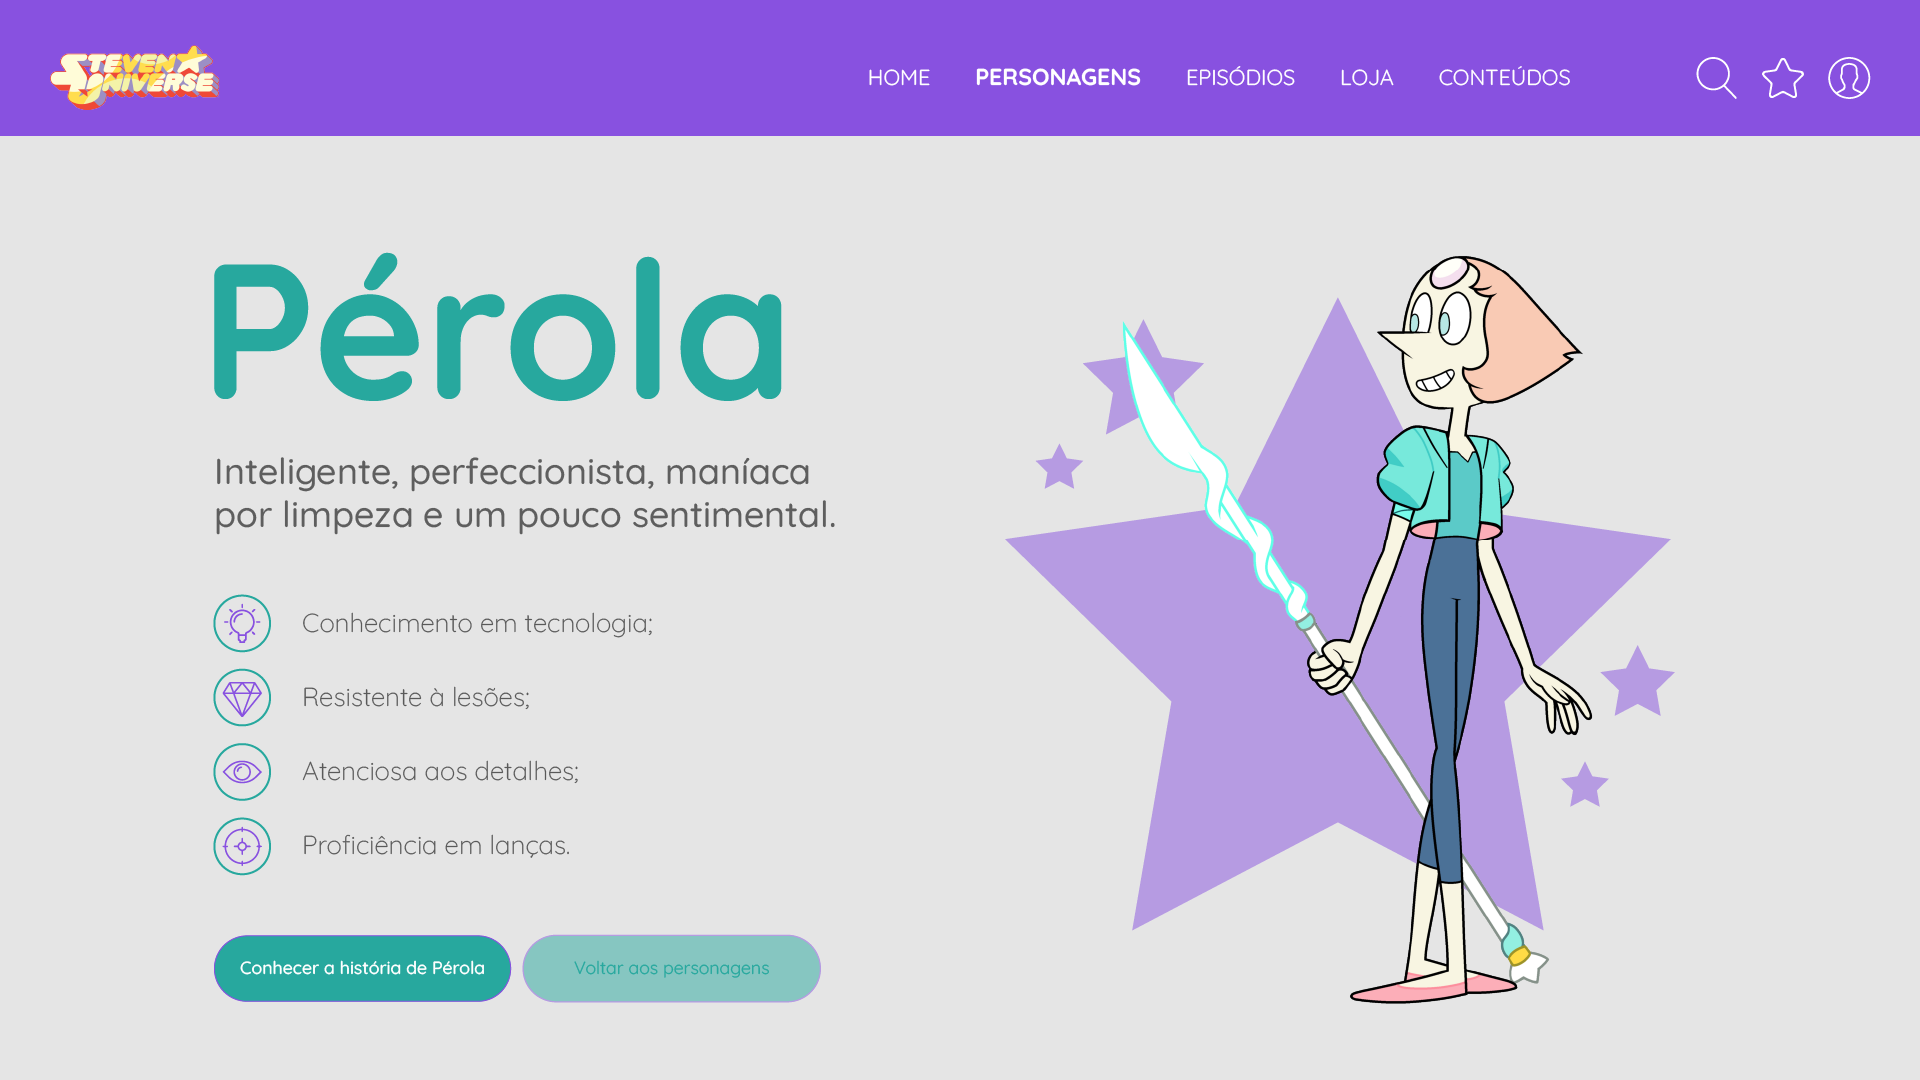 STEVEN
UNIVERSE
HOME PERSONAGENS EPISÓDIOS LOJA CONTEÚDOS
Pérola
Inteligente, perfeccionista, maníaca
por limpeza e um pouco sentimental.
Conhecimento em tecnologia;
Resistente à lesões;
Atenciosa aos detalhes;
Proficiência em lanças.
Conhecer a história de Pérola
Voltar aos personagens